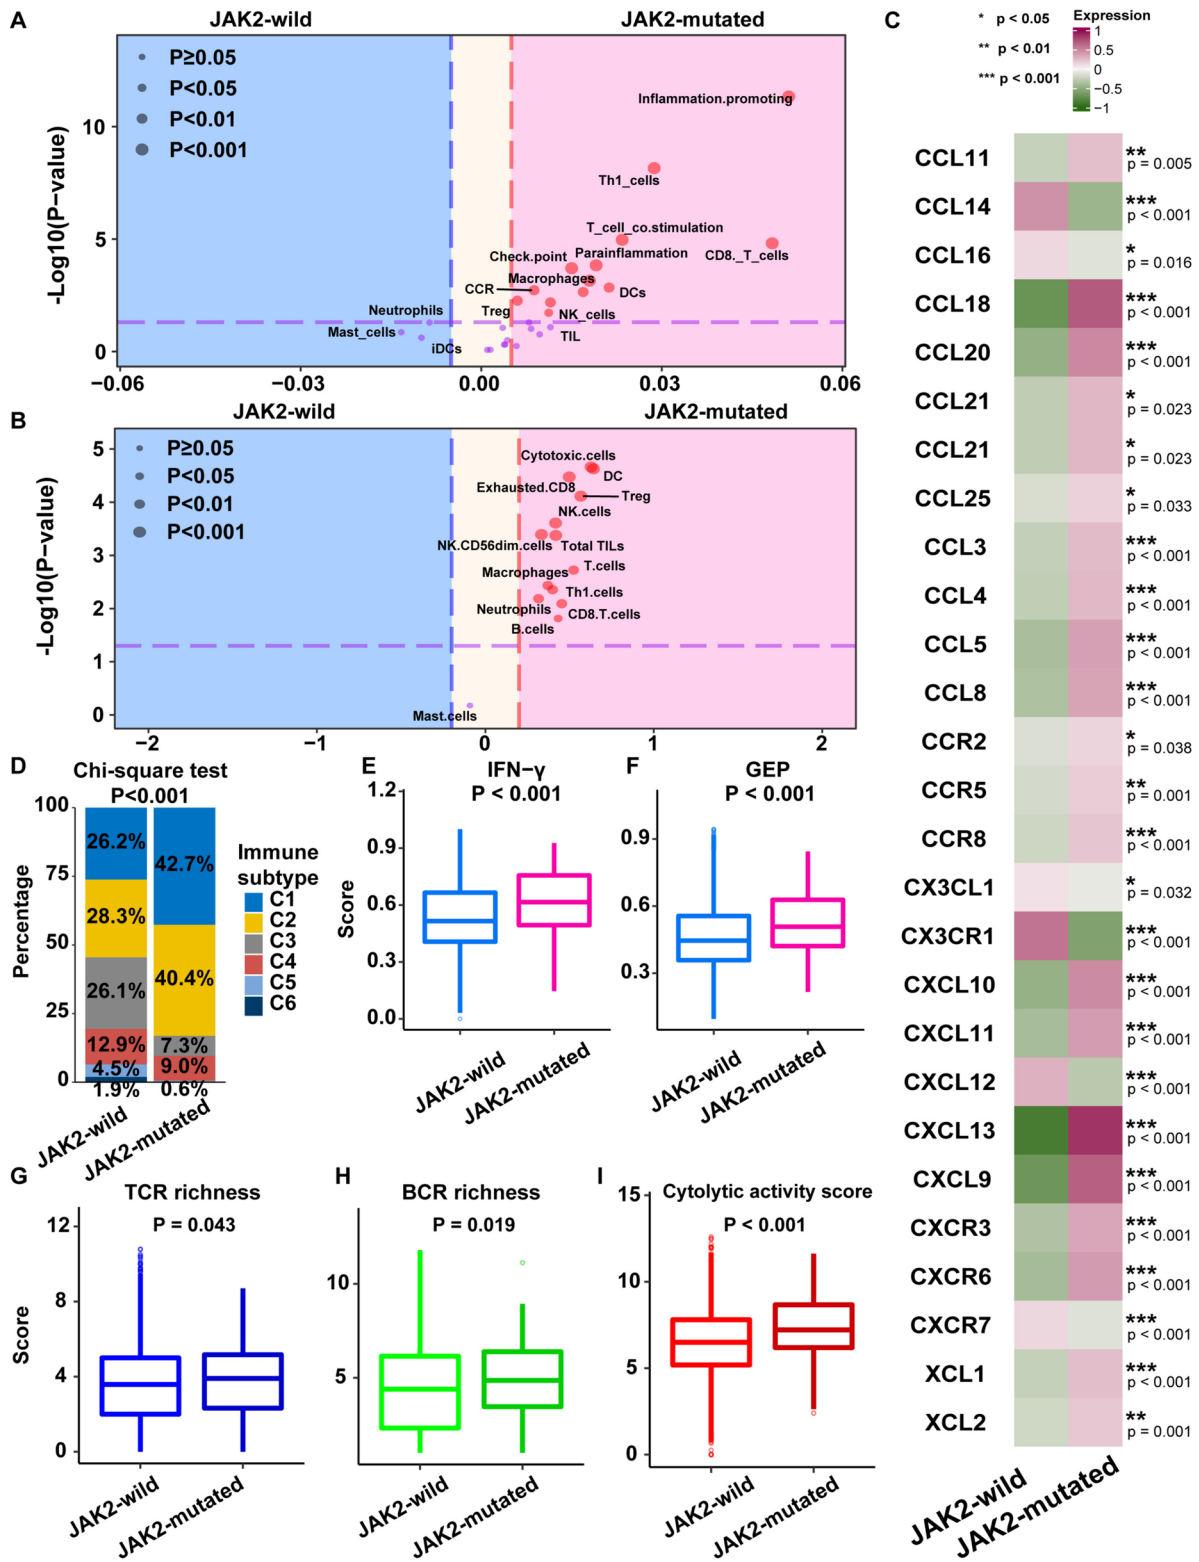 A
JAK2-wild
JAK2-mutated
P≥0.05
P<0.05
P<0.01
P<0.001
Inflammation.promoting
Th1_cells
T_cell_co.stimulation
CD8._T_cells
Parainflammation
Check.point
Macrophages
CCR
DCs
Treg
NK_cells
TIL
Neutrophils
Mast_cells
iDCs
-Log10(P−value)
10
5
0
−0.06
−0.03
0.00
0.03
0.06
B
JAK2-wild
JAK2-mutated
P≥0.05
P<0.05
P<0.01
P<0.001
Cytotoxic.cells
DC
Exhausted.CD8
Treg
NK.cells
NK.CD56dim.cells
Total TILs
T.cells
Macrophages
Th1.cells
Neutrophils
CD8.T.cells
B.cells
Mast.cells
-Log10(P−value)
5
4
3
2
1
0
−2
−1
0
1
2
C
* p < 0.05
** p < 0.01
*** p < 0.001
Expression
1
0.5
0
−0.5
−1
CCL11 ** p = 0.005
CCL14 *** p < 0.001
CCL16 * p = 0.016
CCL18 *** p < 0.001
CCL20 *** p < 0.001
CCL21 * p = 0.023
CCL21 * p = 0.023
CCL25 * p = 0.033
CCL3 *** p < 0.001
CCL4 *** p < 0.001
CCL5 *** p < 0.001
CCL8 *** p < 0.001
CCR2 * p = 0.038
CCR5 ** p = 0.001
CCR8 *** p < 0.001
CX3CL1 * p = 0.032
CX3CR1 *** p < 0.001
CXCL10 *** p < 0.001
CXCL11 *** p < 0.001
CXCL12 *** p < 0.001
CXCL13 *** p < 0.001
CXCL9 *** p < 0.001
CXCR3 *** p < 0.001
CXCR6 *** p < 0.001
CXCR7 *** p < 0.001
XCL1 *** p < 0.001
XCL2 ** p = 0.001
JAK2-wild
JAK2-mutated
D
Chi-square test
P<0.001
Percentage
100
75
50
25
0
26.2%
28.3%
26.1%
12.9%
4.5%
1.9%
42.7%
40.4%
7.3%
9.0%
0.6%
JAK2-wild
JAK2-mutated
Immune
subtype
C1
C2
C3
C4
C5
C6
E
IFN−γ
P < 0.001
Score
1.2
0.9
0.6
0.3
0.0
JAK2-wild
JAK2-mutated
F
GEP
P < 0.001
0.9
0.6
0.3
JAK2-wild
JAK2-mutated
G
TCR richness
P = 0.043
Score
12
8
4
0
JAK2-wild
JAK2-mutated
H
BCR richness
P = 0.019
10
5
JAK2-wild
JAK2-mutated
I
Cytolytic activity score
P < 0.001
15
10
5
0
JAK2-wild
JAK2-mutated